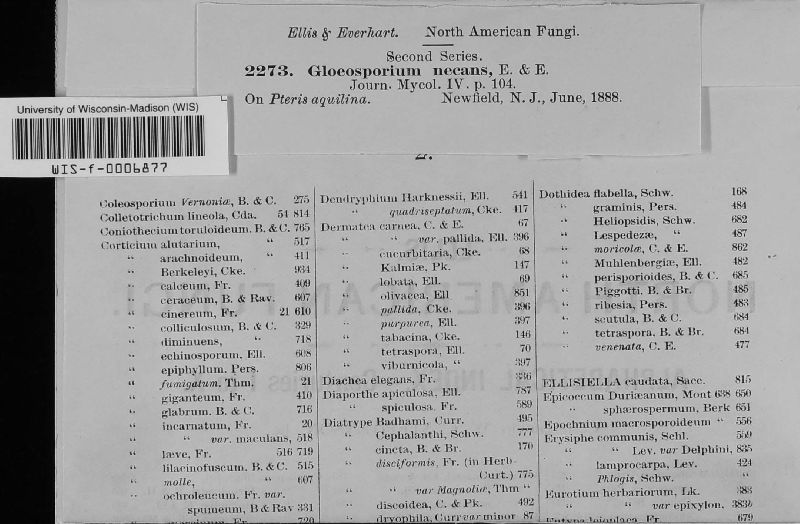 Ellis & Everhart. North American Fungi.
Second Series.
2273. Gloeosporium necans, E. & E.
Journ. Mycol. IV. p. 104.
On Pteris aquilina. Newfield, N. J., June, 1888.
University of Wisconsin-Madison (WIS)
WIS-f-0006877
Coleosporium Vernoniæ, B. & C. 275
Colletotrichum lineola, Cda. 54 814
Coniothecium toruloideum. B. & C. 765
Corticium alutarium, “ 517
“ arachnoideum, “ 411
“ Berkeleyi, Cke. 934
“ calceum, Fr. 409
“ ceraceum, B. & Rav. 607
“ cinereum, Fr. 21 610
“ colliculosum, B. & C. 329
“ diminuens, “ 718
“ echinosporum, Ell. 608
“ epiphyllum. Pers. 806
“ fumigatum, Thm. 21
“ giganteum, Fr. 410
“ glabrum. B. & C. 716
“ incarnatum, Fr. 20
“ “ var. maculans, 518
“ læve, Fr. 516 719
“ lilacinofuscum, B. & C. 515
“ molle, “ 607
“ ochroleucum. Fr. var.
spumeum, B & Rav 331
720
Dendryphium Harknessii, Ell. 541
“ quadriseptatum, Cke. 417
Dermatea carnea, C. & E. 67
“ “ var. pallida, Ell. 396
“ cucurbitaria, Cke. 68
“ Kalmiæ, Pk. 147
“ lobata, Ell. 69
“ olivacea, Ell 851
“ pallida, Cke. 396
“ purpurea, Ell. 397
“ tabacina, Cke. 146
“ tetraspora, Ell. 70
“ viburnicola, “ 397
Diachea elegans, Fr. 336
Diaporthe apiculosa, Ell. 787
“ spiculosa, Fr. 589
Diatrype Badhami, Curr. 495
“ Cephalanthi, Schw. 777
“ cincta, B. & Br. 170
“ disciformis, Fr. (in Herb
Curt.) 775
“ “ var Magnoliæ, Thm “
“ discoidea, C. & Pk. 492
“ dryophila, Curr var minor 87
Dothidea flabella, Schw. 168
“ graminis, Pers. 484
“ Heliopsidis, Schw. 682
“ Lespedezæ, “ 487
“ moricolæ, C. & E. 862
“ Muhlenbergiæ, Ell. 482
“ perisporioides, B. & C. 685
“ Piggotti, B. & Br. 485
“ ribesia, Pers. 483
“ scutula, B. & C. 684
“ tetraspora, B. & Br. 684
“ venenata, C. E. 477
ELLISIELLA caudata, Sacc. 815
Epicoccum Duriæanum, Mont 638 650
“ sphærospermum, Berk 651
Epochnium macrosporoideum “ 556
Erysiphe communis, Schl. 559
“ “ Lev. var Delphini, 835
“ lamprocarpa, Lev. 424
“ Phlogis, Schw. “
Eurotium herbariorum, Lk. 383
“ “ var epixylon, 383b
679